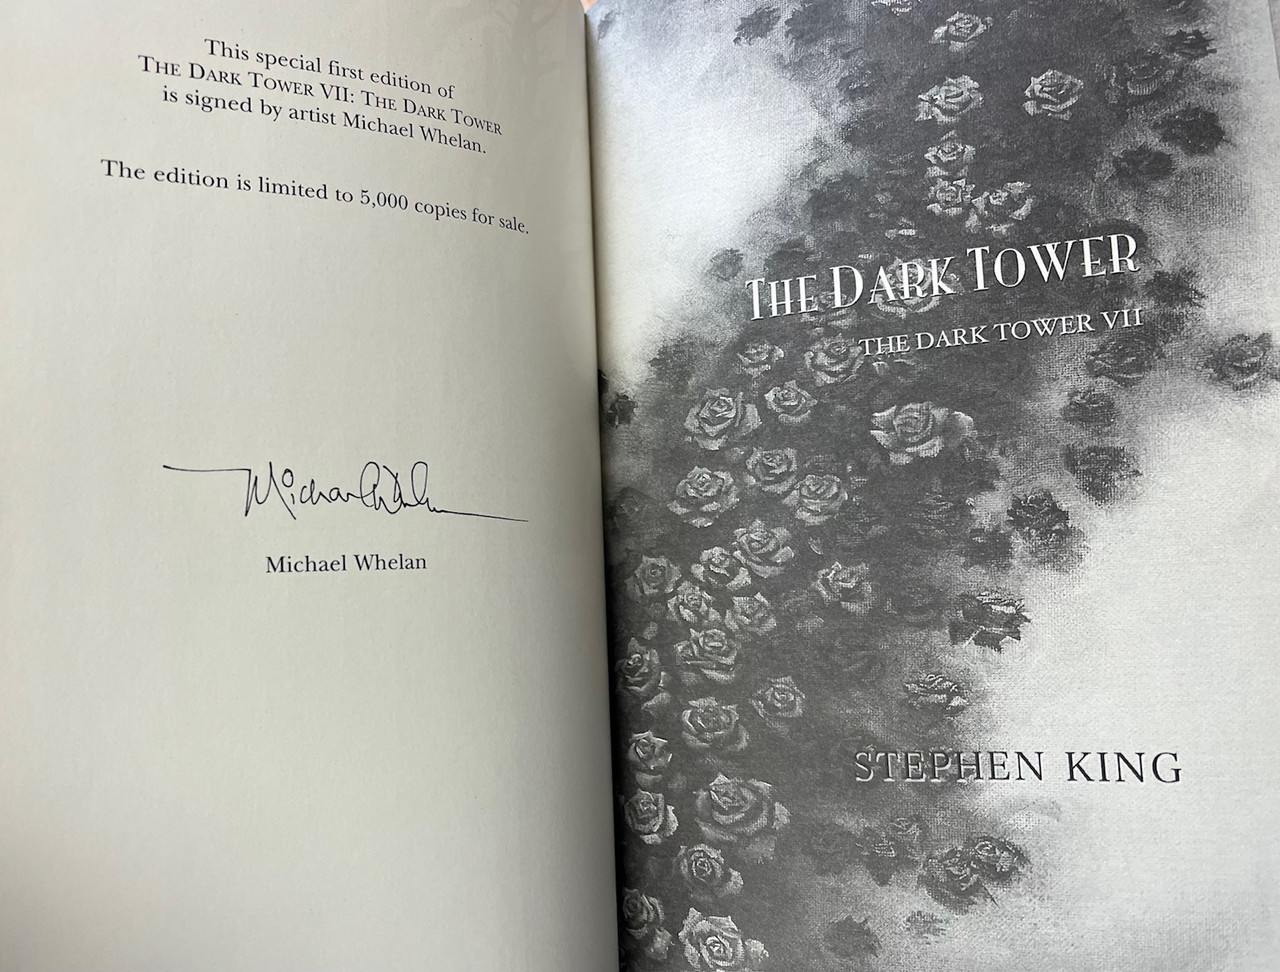 This special first edition of
THE DARK TOWER VII: THE DARK TOWER
is signed by artist Michael Whelan.
The edition is limited to 5,000 copies for sale.
Michael Whelan
Michael Whelan
THE DARK TOWER
THE DARK TOWER VII
STEPHEN KING